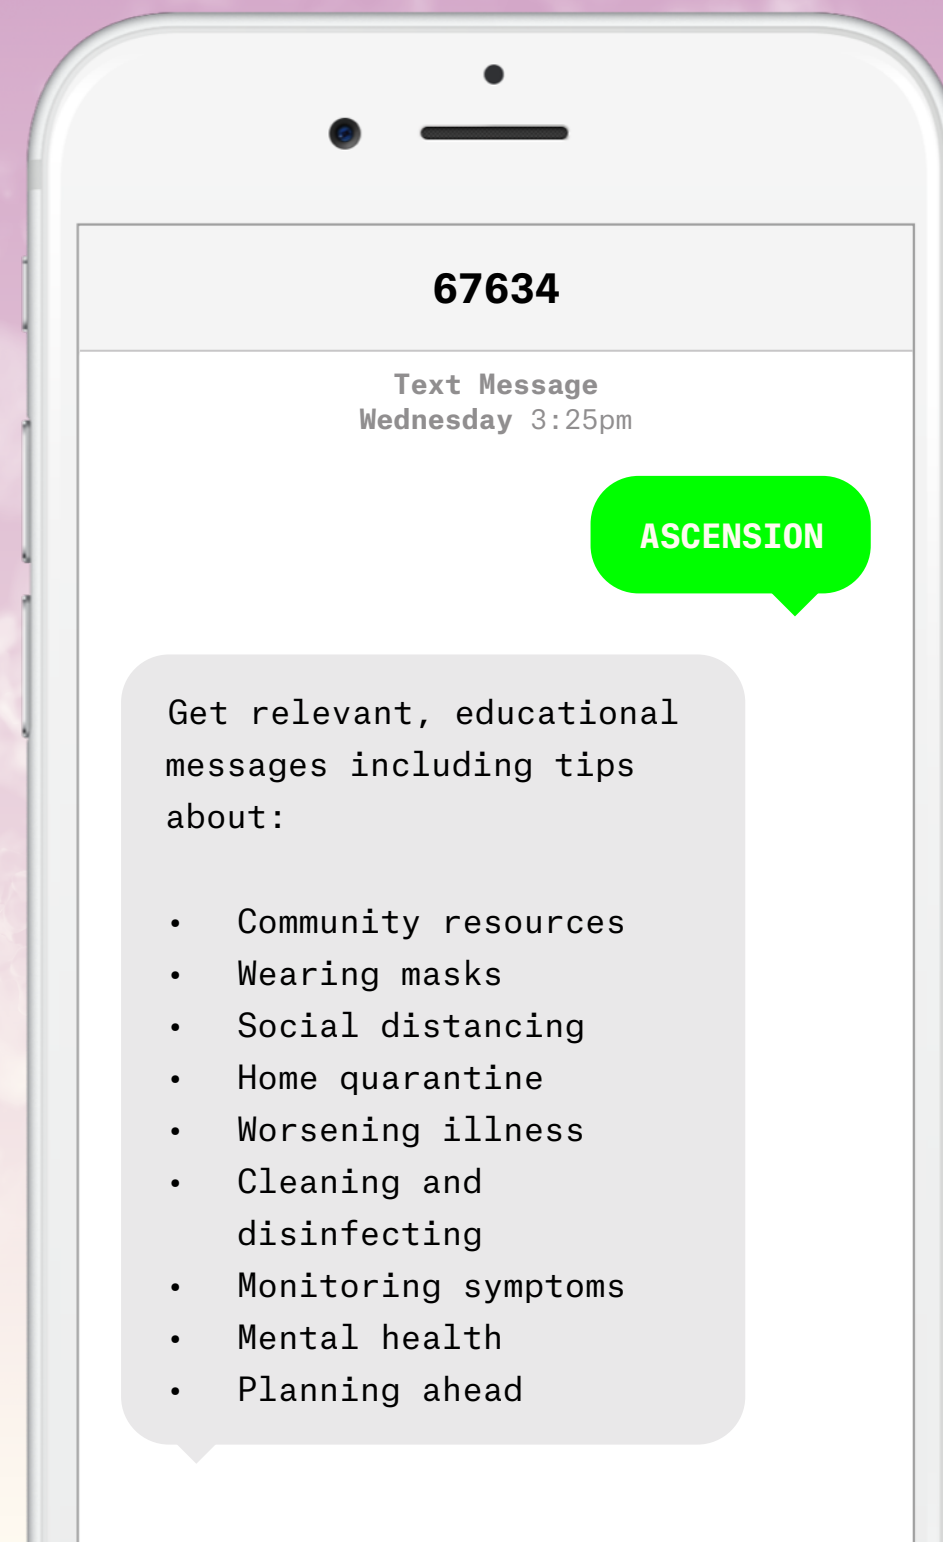 67634
Text Message
Wednesday 3:25pm
ASCENSION
Get relevant, educational
messages including tips
about:
• Community resources
• Wearing masks
• Social distancing
• Home quarantine
• Worsening illness
• Cleaning and
disinfecting
• Monitoring symptoms
• Mental health
• Planning ahead